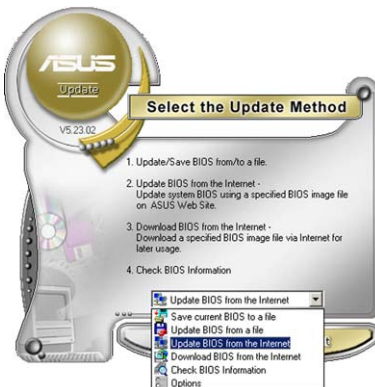 ASUS
Update
V5.23.02
Select the Update Method
1. Update/Save BIOS from/to a file.
2. Update BIOS from the Internet -
Update system BIOS using a specified BIOS image file
on ASUS Web Site.
3. Download BIOS from the Internet -
Download a specified BIOS image file via Internet for
later usage.
4. Check BIOS Information
Update BIOS from the Internet
Save current BIOS to a file
Update BIOS from a file
Update BIOS from the Internet
Download BIOS from the Internet
Check BIOS Information
Options